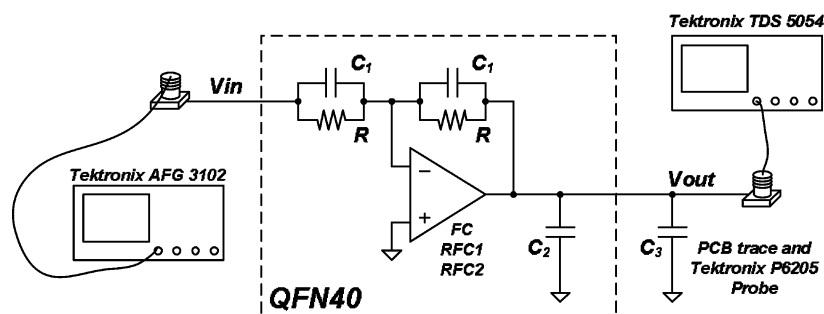 Tektronix TDS 5054
C1
C1
Vin
R
R
Tektronix AFG 3102
−
+
FC
RFC1
RFC2
Vout
C2
C3
PCB trace and
Tektronix P6205
Probe
QFN40